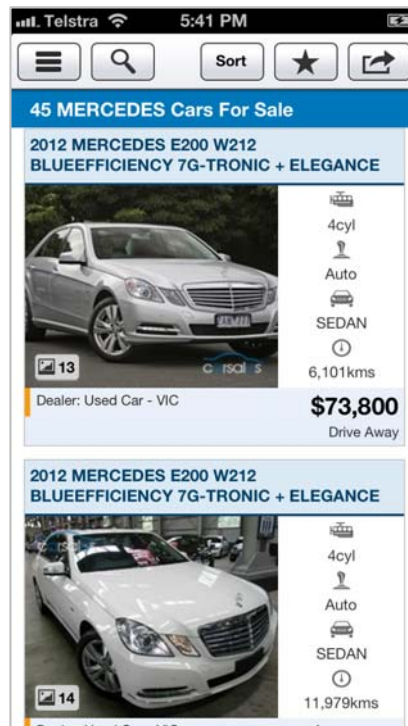 Telstra 5:41 PM
Sort
45 MERCEDES Cars For Sale
2012 MERCEDES E200 W212
BLUEEFFICIENCY 7G-TRONIC + ELEGANCE
4cyl
Auto
SEDAN
6,101kms
13
Dealer: Used Car - VIC
$73,800
Drive Away
2012 MERCEDES E200 W212
BLUEEFFICIENCY 7G-TRONIC + ELEGANCE
4cyl
Auto
SEDAN
11,979kms
14